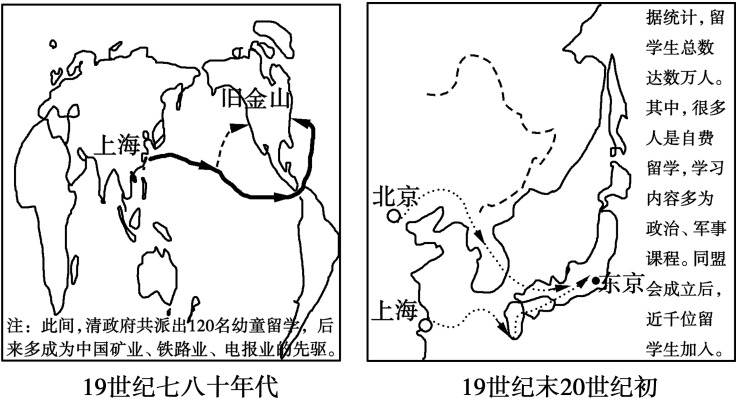 旧金山
上海
注：此间，清政府共派出120名幼童留学，后
来多成为中国矿业、铁路业、电报业的先驱。
19世纪七八十年代
据统计，留
学生总数
达数万人。
其中，很多
人是自费
留学，学习
内容多为
政治、军事
课程。同盟
会成立后，
近千位留
学生加入。
北京
东京
上海
19世纪末20世纪初